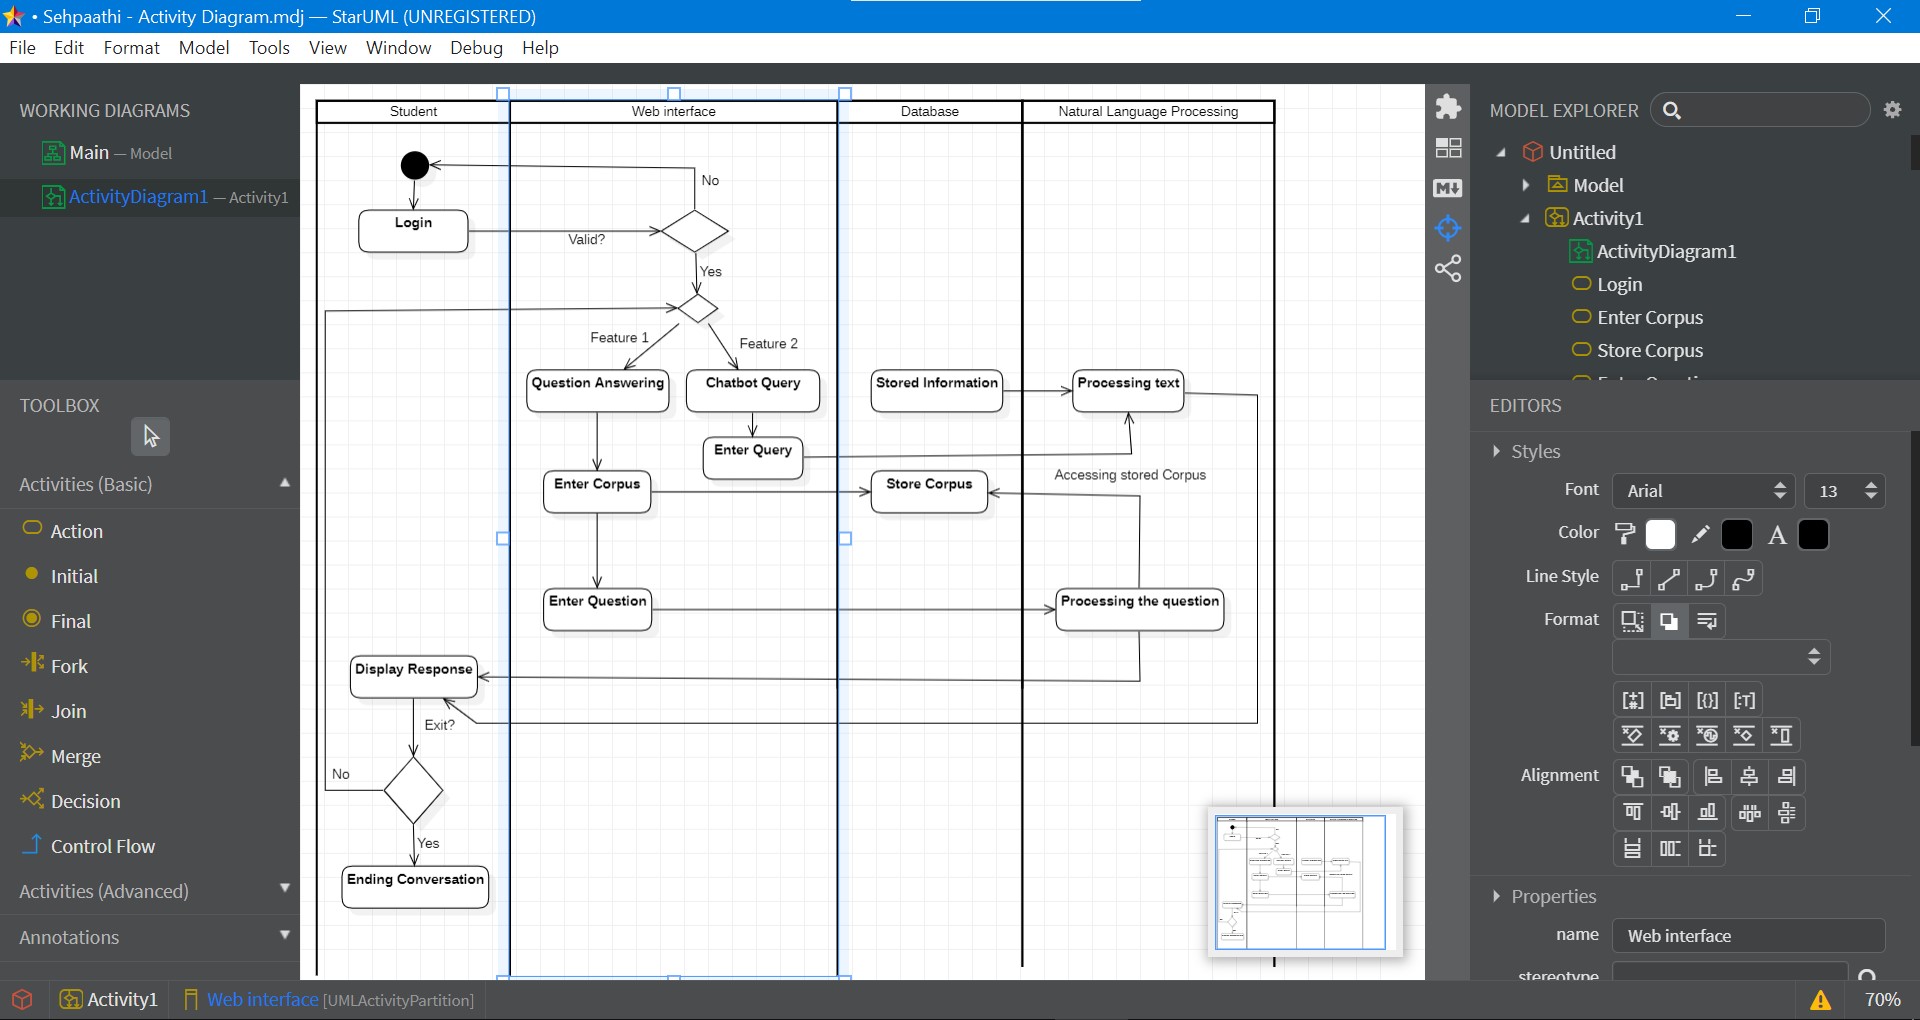 • Sehpaathi - Activity Diagram.mdj — StarUML (UNREGISTERED)
File Edit Format Model Tools View Window Debug Help
WORKING DIAGRAMS
Main — Model
ActivityDiagram1 — Activity1
TOOLBOX
Activities (Basic)
Action
Initial
Final
Fork
Join
Merge
Decision
Control Flow
Activities (Advanced)
Annotations
Student Web interface Database Natural Language Processing
No
Login
Valid?
Yes
Feature 1
Feature 2
Question Answering Chatbot Query Stored Information Processing text
Enter Query
Accessing stored Corpus
Enter Corpus Store Corpus
Enter Question Processing the question
Display Response
Exit?
No
Yes
Ending Conversation
MODEL EXPLORER
Untitled
Model
Activity1
ActivityDiagram1
Login
Enter Corpus
Store Corpus
EDITORS
Styles
Font Arial 13
Color A
Line Style
Format
Alignment
Properties
name Web interface
stereotype
Activity1 Web interface [UMLActivityPartition] 70%